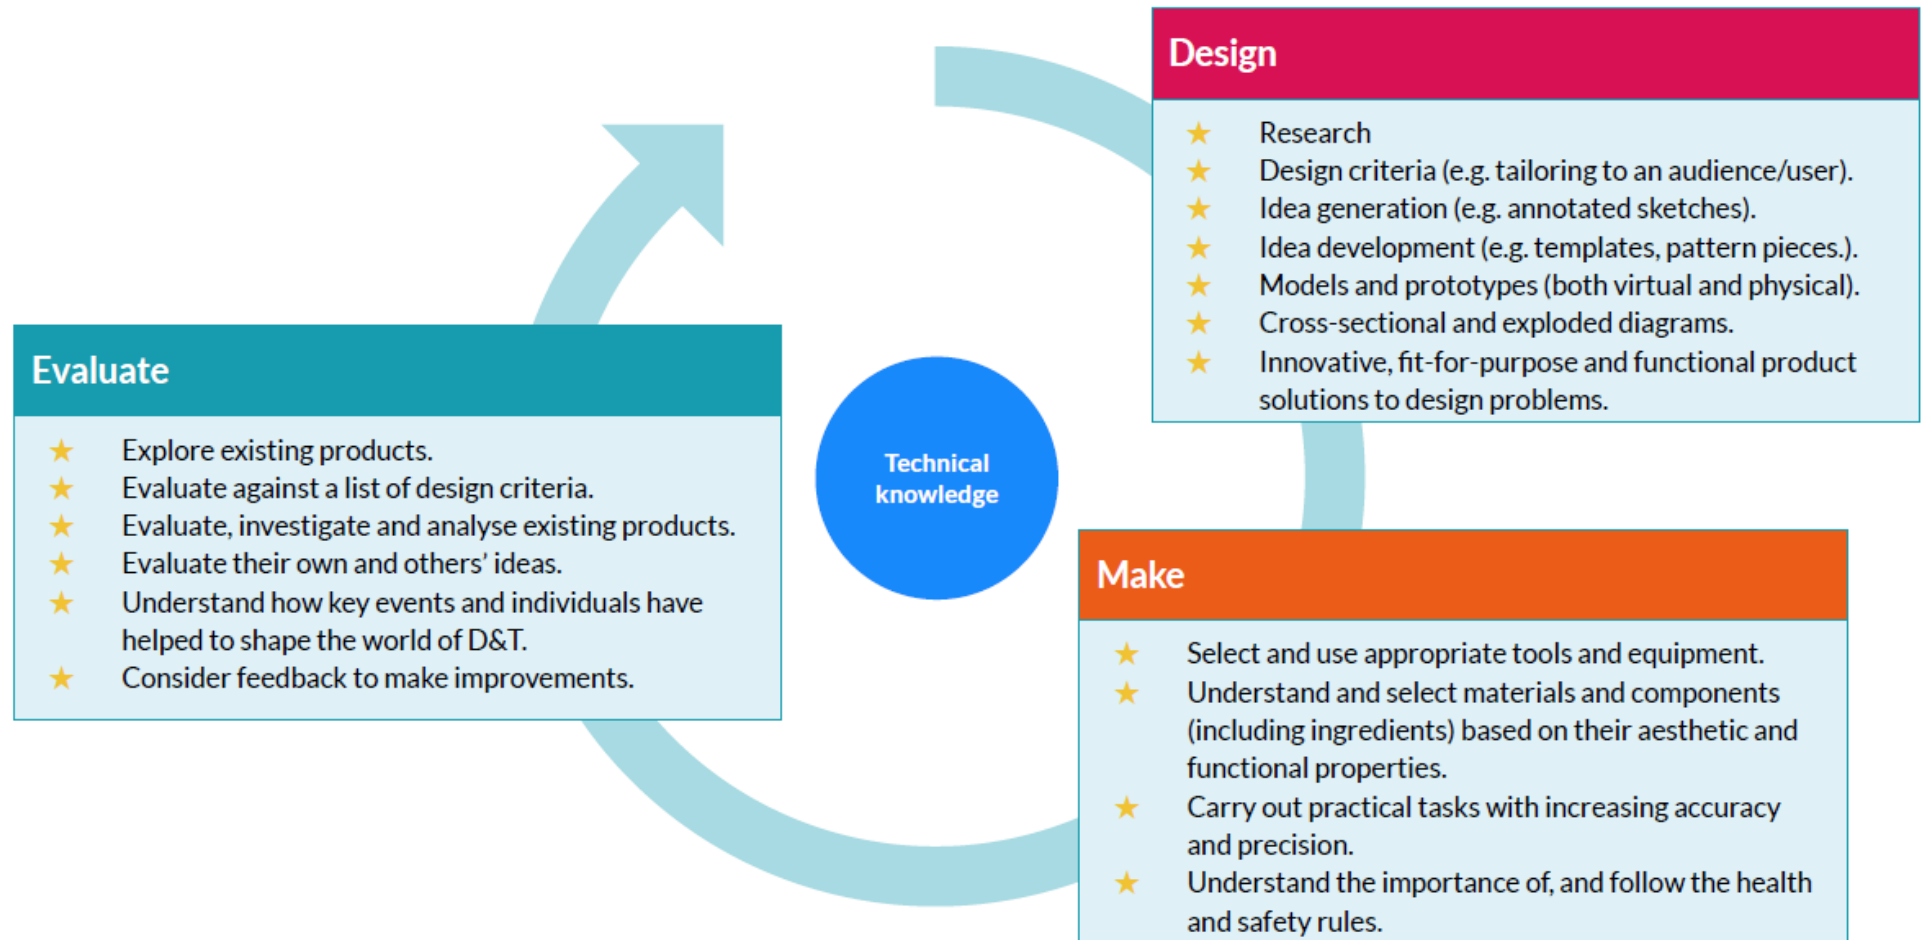 Design
★ Research
★ Design criteria (e.g. tailoring to an audience/user).
★ Idea generation (e.g. annotated sketches).
★ Idea development (e.g. templates, pattern pieces.).
★ Models and prototypes (both virtual and physical).
★ Cross-sectional and exploded diagrams.
★ Innovative, fit-for-purpose and functional product
solutions to design problems.
Evaluate
★ Explore existing products.
★ Evaluate against a list of design criteria.
★ Evaluate, investigate and analyse existing products.
★ Evaluate their own and others’ ideas.
★ Understand how key events and individuals have
helped to shape the world of D&T.
★ Consider feedback to make improvements.
Technical
knowledge
Make
★ Select and use appropriate tools and equipment.
★ Understand and select materials and components
(including ingredients) based on their aesthetic and
functional properties.
★ Carry out practical tasks with increasing accuracy
and precision.
★ Understand the importance of, and follow the health
and safety rules.